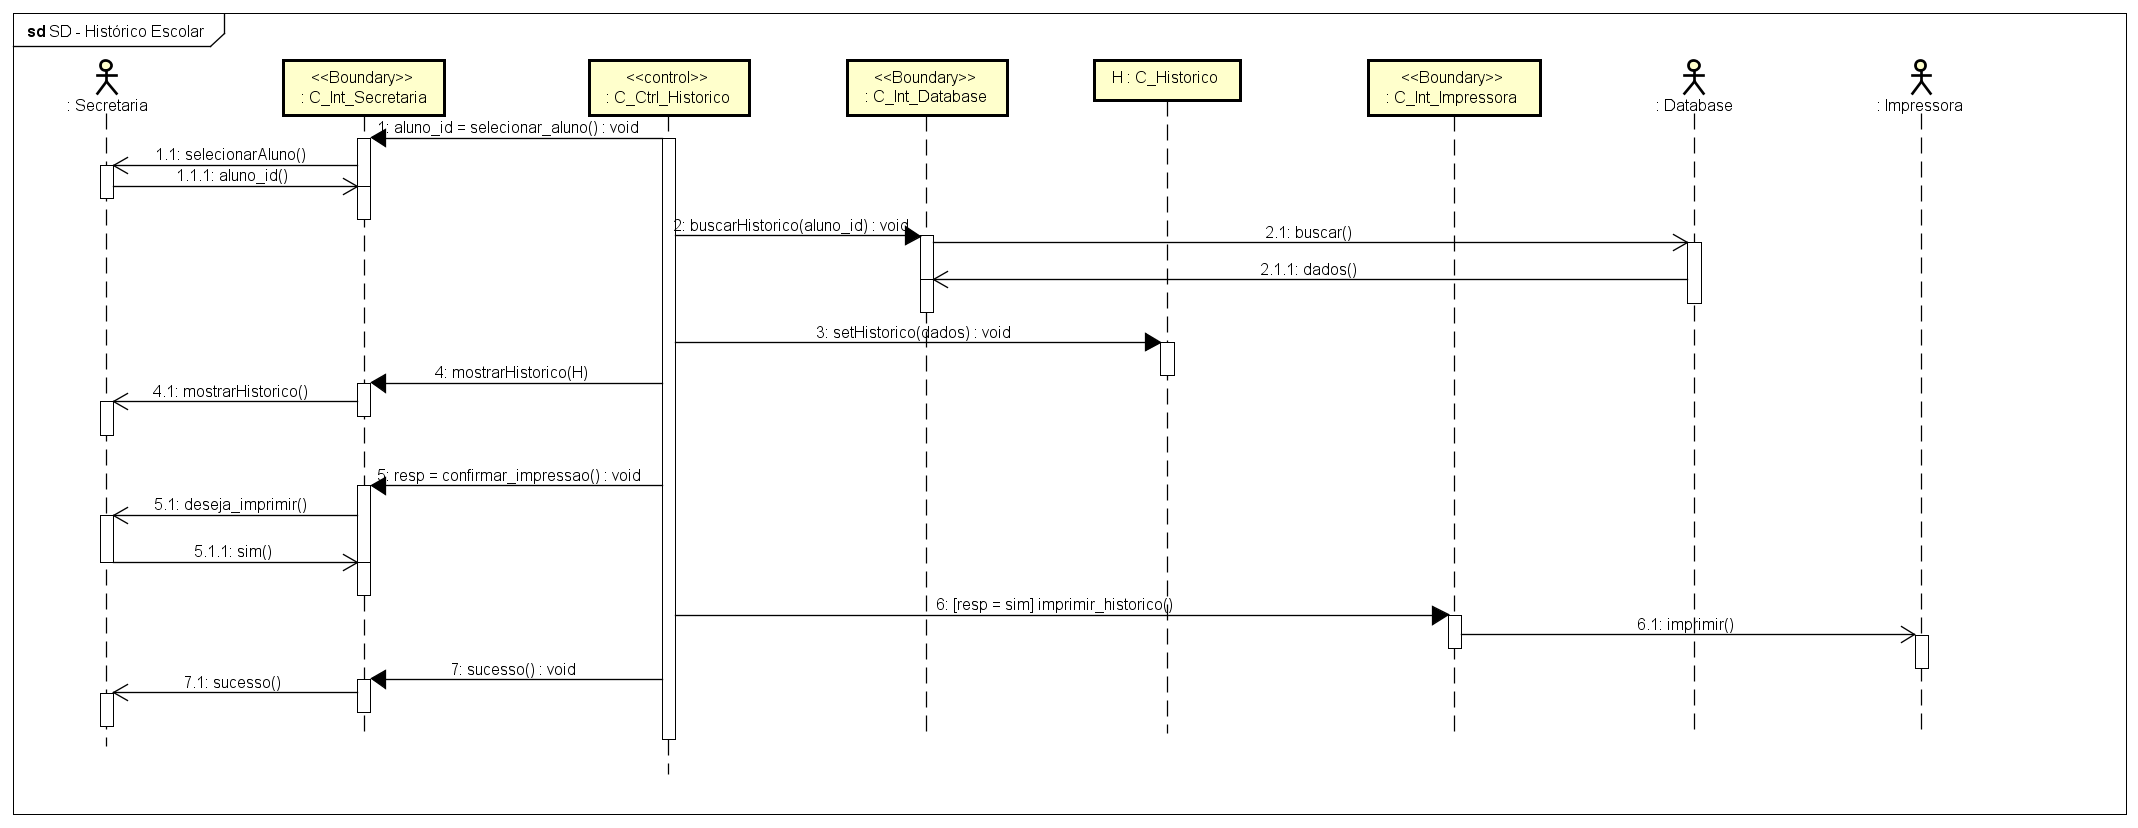 sd SD - Histórico Escolar
: Secretaria
<<Boundary>>
: C_Int_Secretaria
<<control>>
: C_Ctrl_Historico
<<Boundary>>
: C_Int_Database
H : C_Historico
<<Boundary>>
: C_Int_Impressora
: Database
: Impressora
1: aluno_id = selecionar_aluno() : void
1.1: selecionarAluno()
1.1.1: aluno_id()
2: buscarHistorico(aluno_id) : void
2.1: buscar()
2.1.1: dados()
3: setHistorico(dados) : void
4: mostrarHistorico(H)
4.1: mostrarHistorico()
5: resp = confirmar_impressao() : void
5.1: deseja_imprimir()
5.1.1: sim()
6: [resp = sim] imprimir_historico()
6.1: imprimir()
7: sucesso() : void
7.1: sucesso()